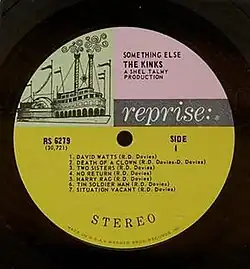 SOMETHING ELSE
THE KINKS
A SHEL TALMY
PRODUCTION
reprise:
RS 6279
(30,721)
SIDE
1
1. DAVID WATTS (R.D. Davies)
2. DEATH OF A CLOWN (R.D. Davies-D. Davies)
3. TWO SISTERS (R.D. Davies)
4. NO RETURN (R.D. Davies)
5. HARRY RAG (R.D. Davies)
6. TIN SOLDIER MAN (R.D. Davies)
7. SITUATION VACANT (R.D. Davies)
STEREO